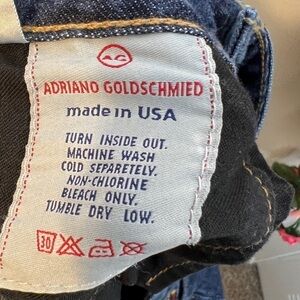 AG
ADRIANO GOLDSCHMIED
made in USA
TURN INSIDE OUT.
MACHINE WASH
COLD SEPARETELY.
NON-CHLORINE
BLEACH ONLY.
TUMBLE DRY LOW.
30